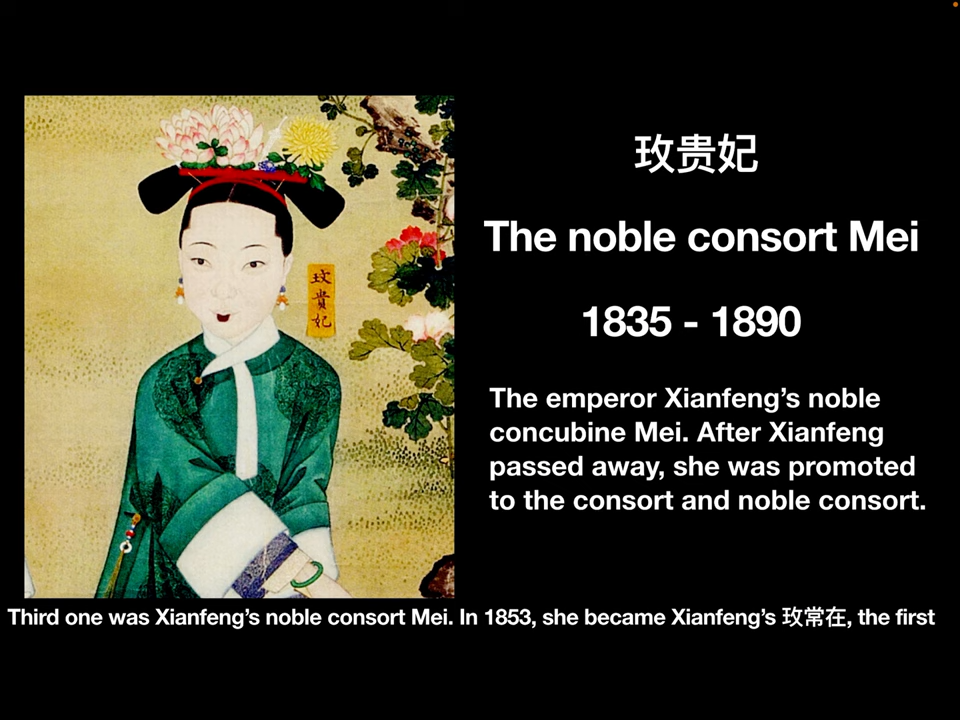 玫贵妃
The noble consort Mei
1835 - 1890
玫
貴
妃
The emperor Xianfeng’s noble
concubine Mei. After Xianfeng
passed away, she was promoted
to the consort and noble consort.
Third one was Xianfeng’s noble consort Mei. In 1853, she became Xianfeng’s 玫常在, the first